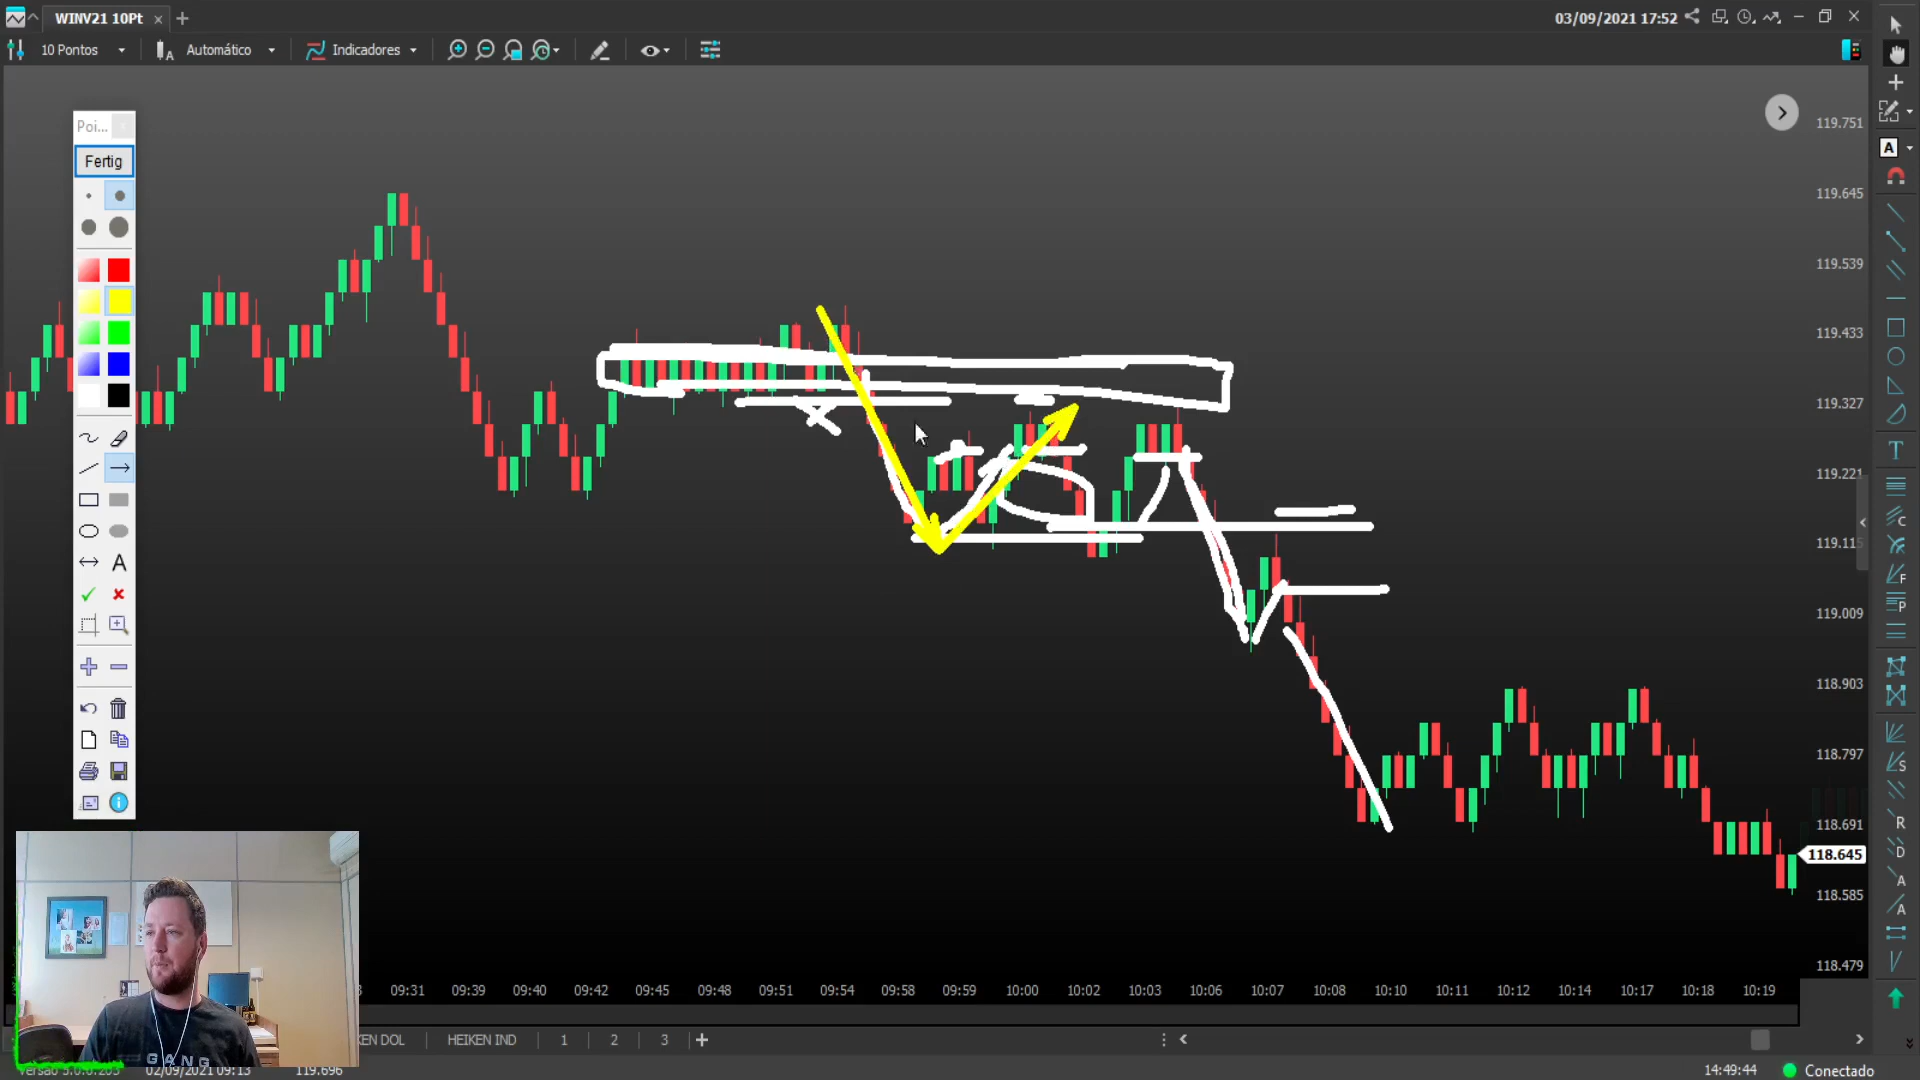 WINV21 10Pt
03/09/2021 17:52
10 Pontos
Automático
Indicadores
Poi...
Fertig
A
119.751
119.645
119.539
119.433
119.327
119.221
119.115
119.009
118.903
118.797
118.691
118.645
118.585
118.479
09:31 09:39 09:40 09:42 09:45 09:48 09:51 09:54 09:58 09:59 10:00 10:02 10:03 10:06 10:07 10:08 10:10 10:11 10:12 10:14 10:17 10:18 10:19
GANG
KEN DOL
HEIKEN IND
1
2
3
02/09/2021 09:13
119.696
14:49:44
Conectado